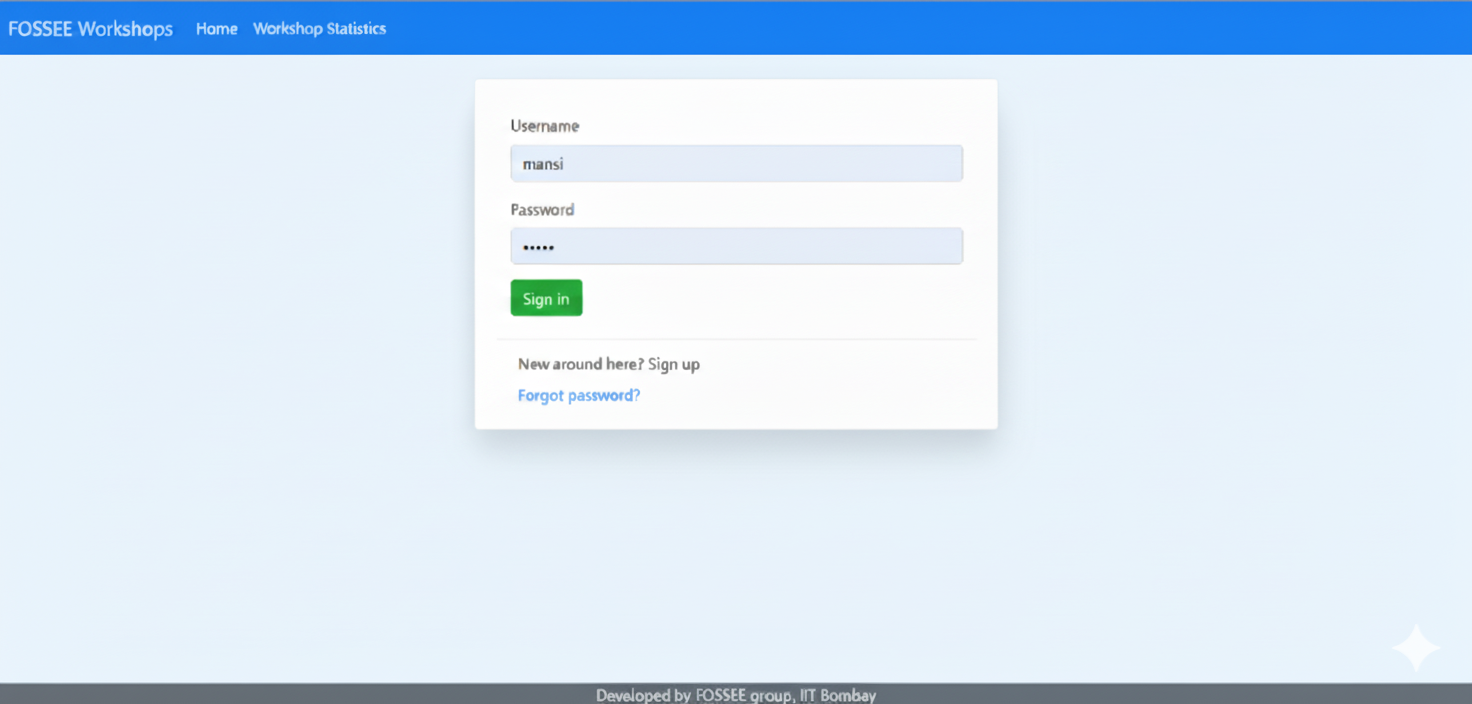 FOSSEE Workshops Home Workshop Statistics
Username
mansi
Password
•••••
Sign in
New around here? Sign up
Forgot password?
Developed by FOSSEE group, IIT Bombay